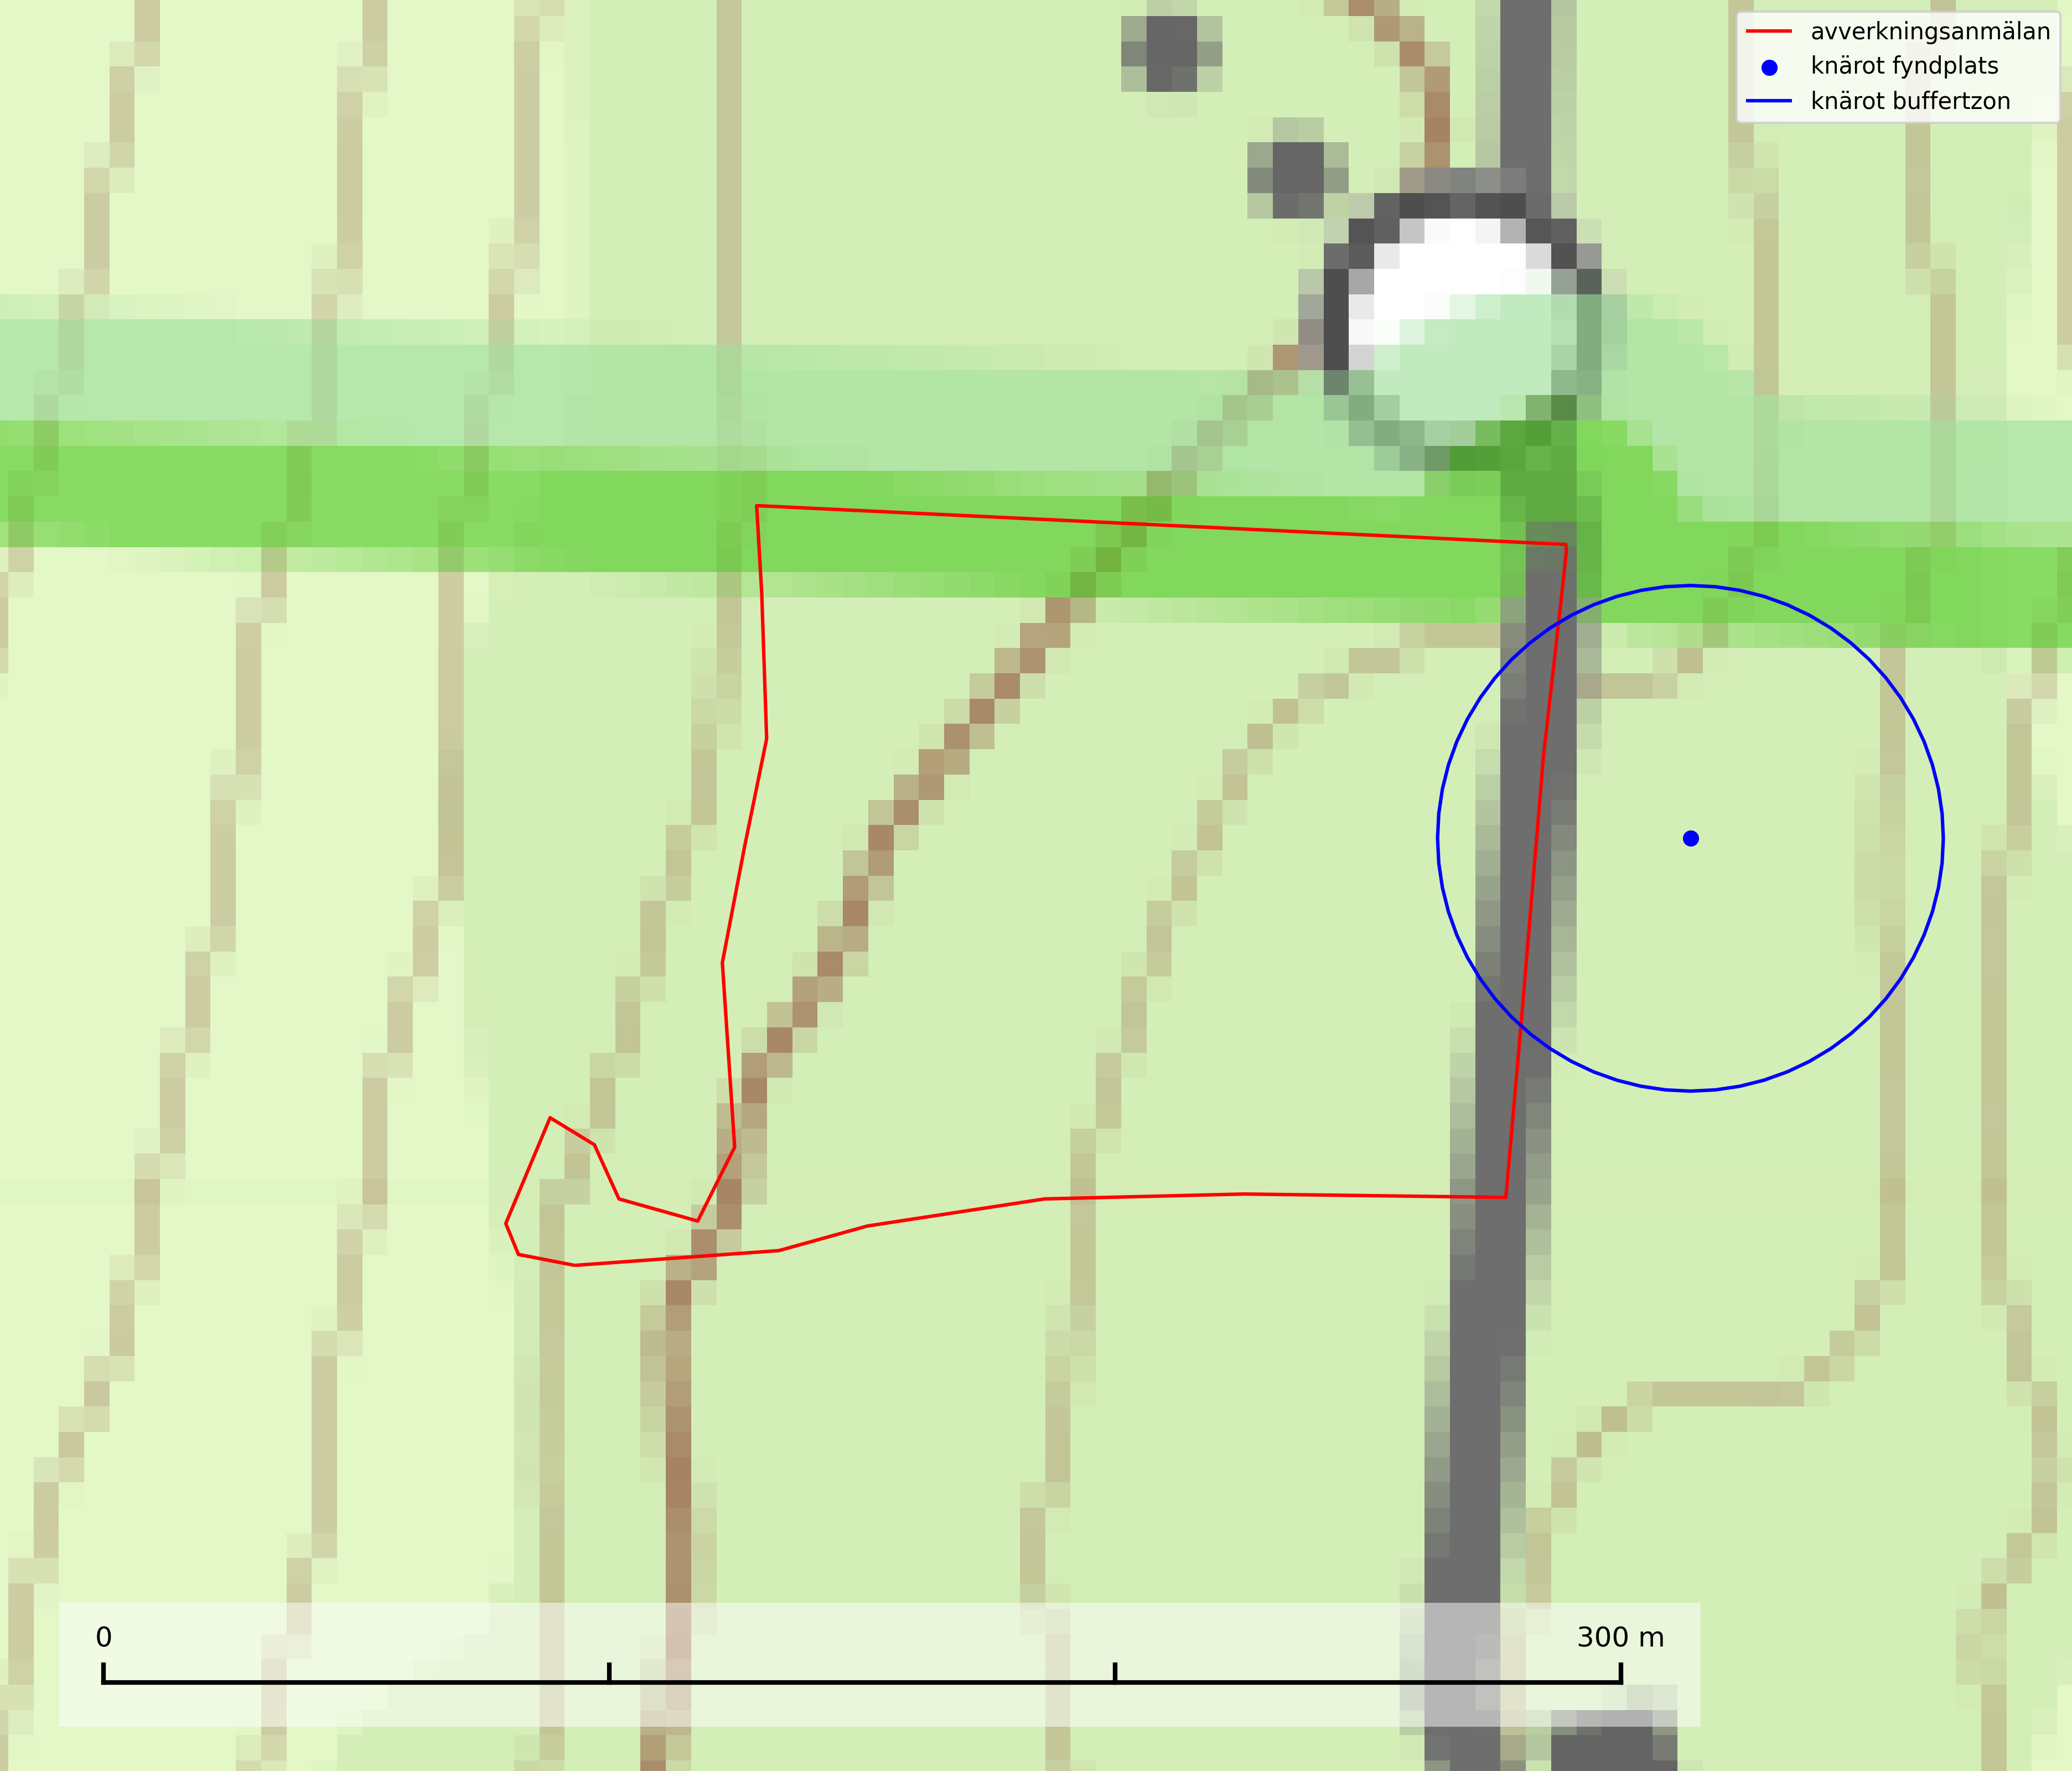 avverkningsanmälan
knärot fyndplats
knärot buffertzon
0
300 m